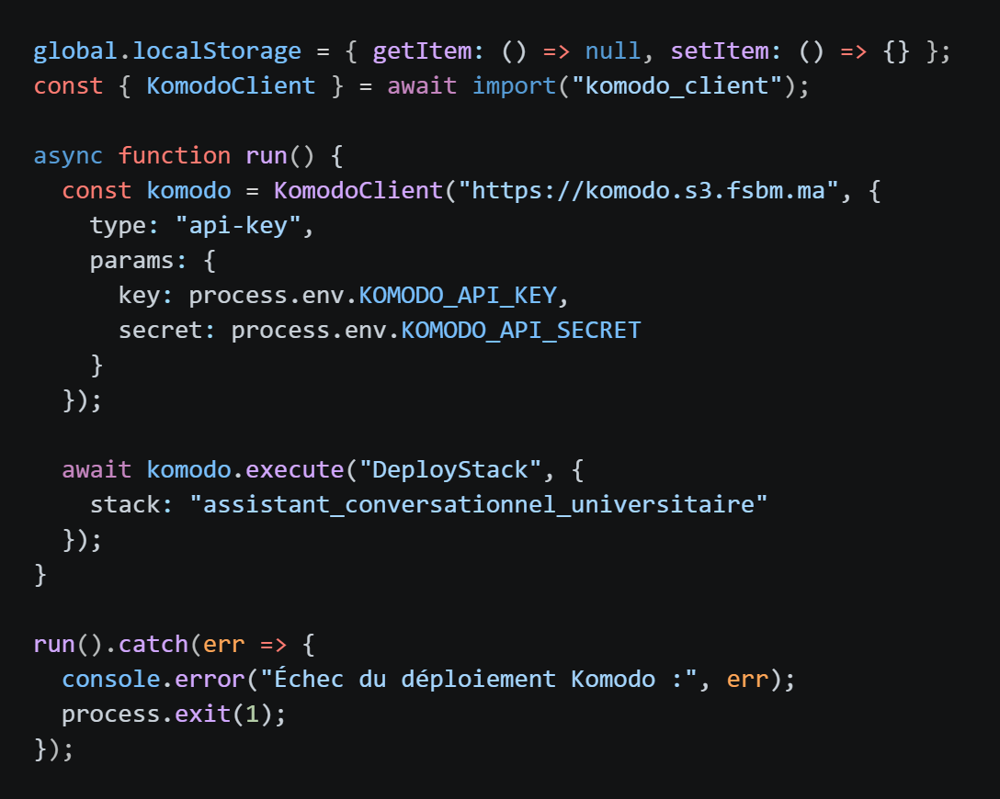 global.localStorage = { getItem: () => null, setItem: () => {} };
const { KomodoClient } = await import("komodo_client");

async function run() {
  const komodo = KomodoClient("https://komodo.s3.fsbm.ma", {
    type: "api-key",
    params: {
      key: process.env.KOMODO_API_KEY,
      secret: process.env.KOMODO_API_SECRET
    }
  });

  await komodo.execute("DeployStack", {
    stack: "assistant_conversationnel_universitaire"
  });
}

run().catch(err => {
  console.error("Échec du déploiement Komodo :", err);
  process.exit(1);
});